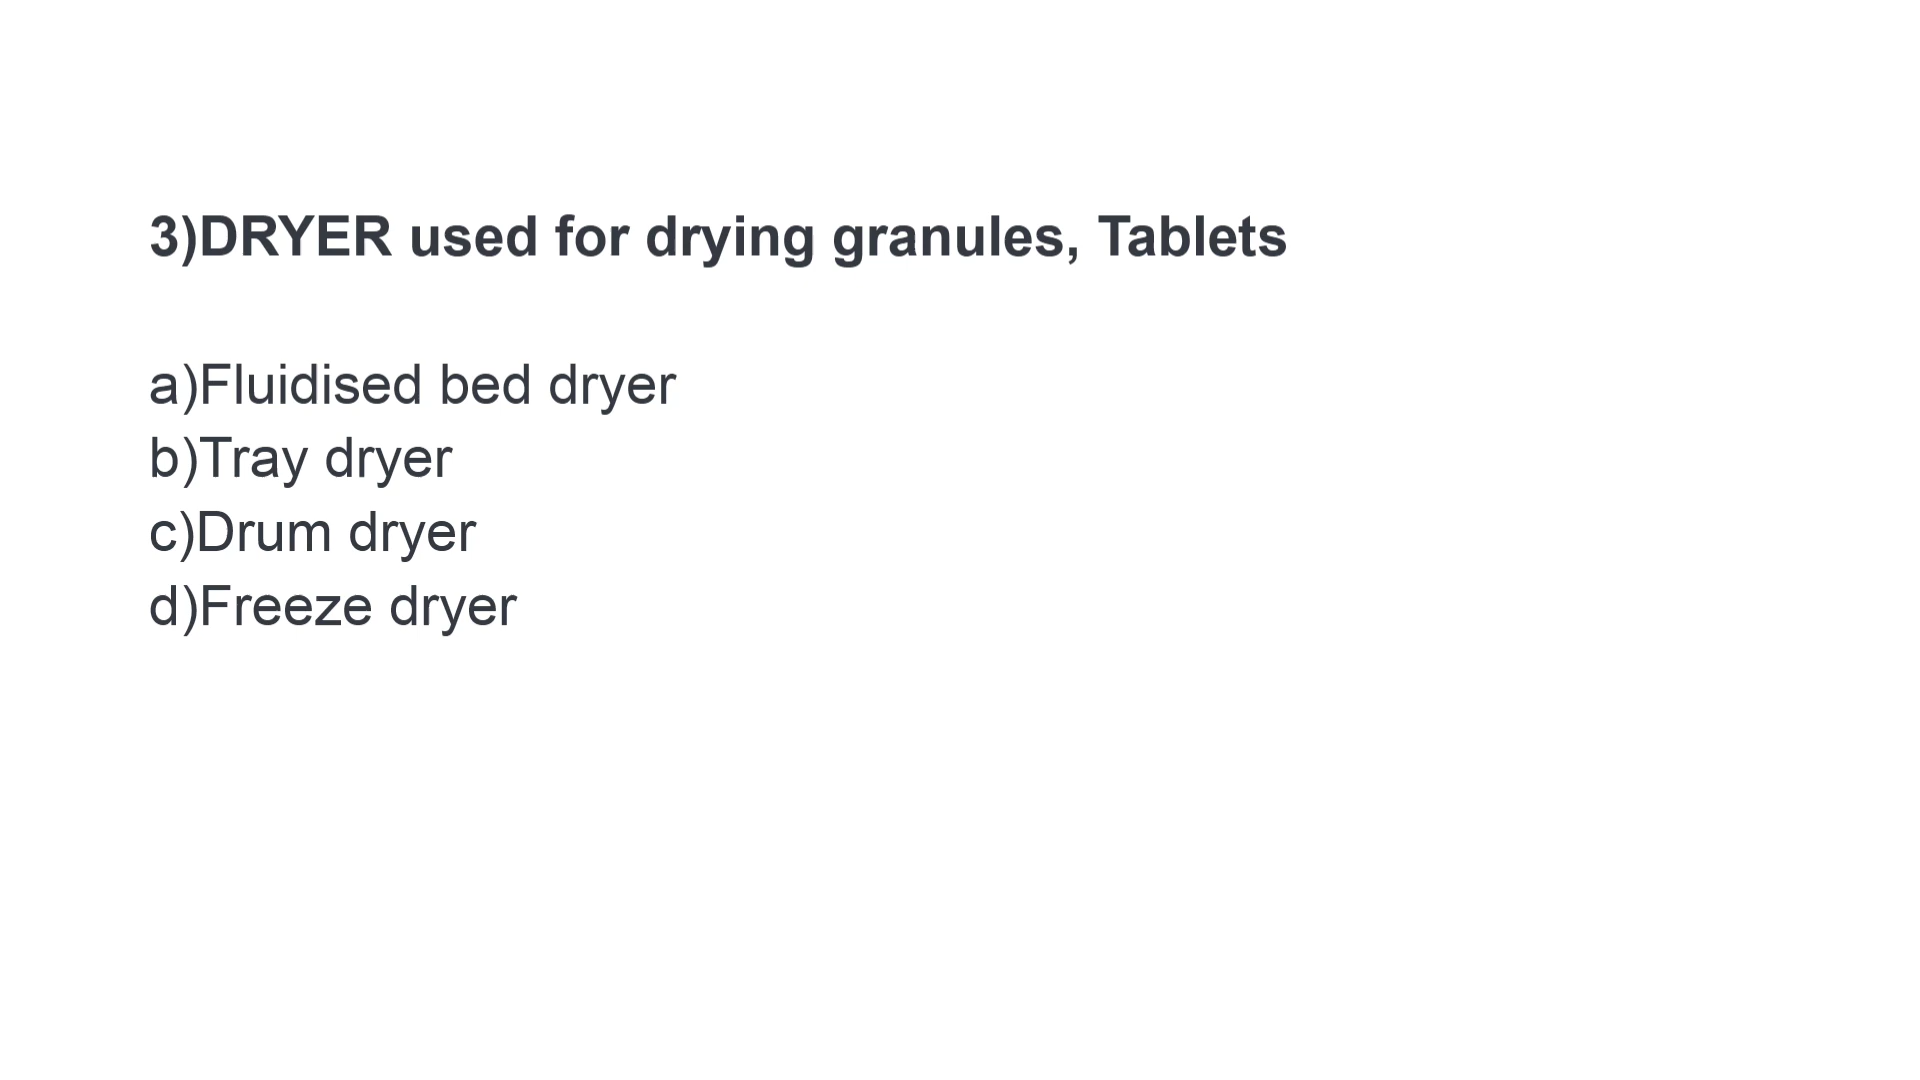 3)DRYER used for drying granules, Tablets
a)Fluidised bed dryer
b)Tray dryer
c)Drum dryer
d)Freeze dryer